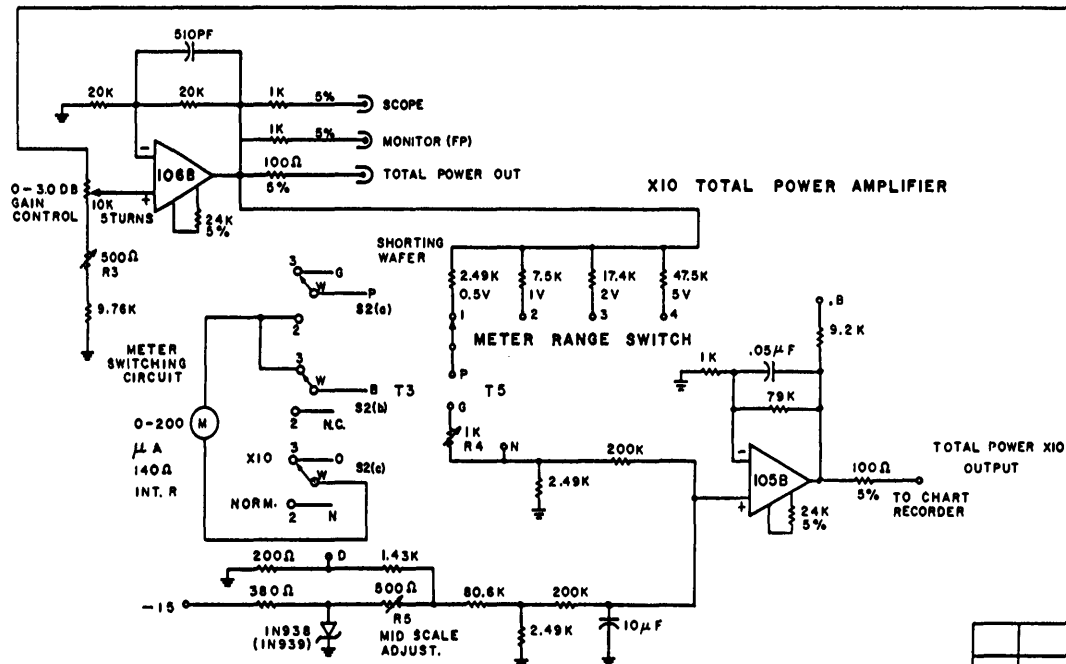 510PF
20K
20K
1K
5%
SCOPE
1K
5%
MONITOR (FP)
106B
-
+
100Ω
5%
TOTAL POWER OUT
X10 TOTAL POWER AMPLIFIER
0-3.0DB
GAIN
CONTROL
10K
5TURNS
24K
5%
500Ω
R3
9.76K
SHORTING
WAFER
2.49K
0.5V
7.5K
1V
17.4K
2V
47.5K
5V
1
2
3
4
METER RANGE SWITCH
3
G
W
P
S2(a)
2
METER
SWITCHING
CIRCUIT
3
W
B
T3
S2(b)
2
N.C.
P
T5
G
1K
R4
N
M
0-200
μA
140Ω
INT. R
X10
3
O
S2(c)
W
NORM.
2
N
200K
2.49K
.B
9.2K
1K
.05μF
79K
105B
-
+
24K
5%
100Ω
5%
TOTAL POWER X10
OUTPUT
TO CHART
RECORDER
200Ω
D
1.43K
-15
380Ω
500Ω
R5
80.6K
200K
1N938
(1N939)
MID SCALE
ADJUST.
2.49K
10μF